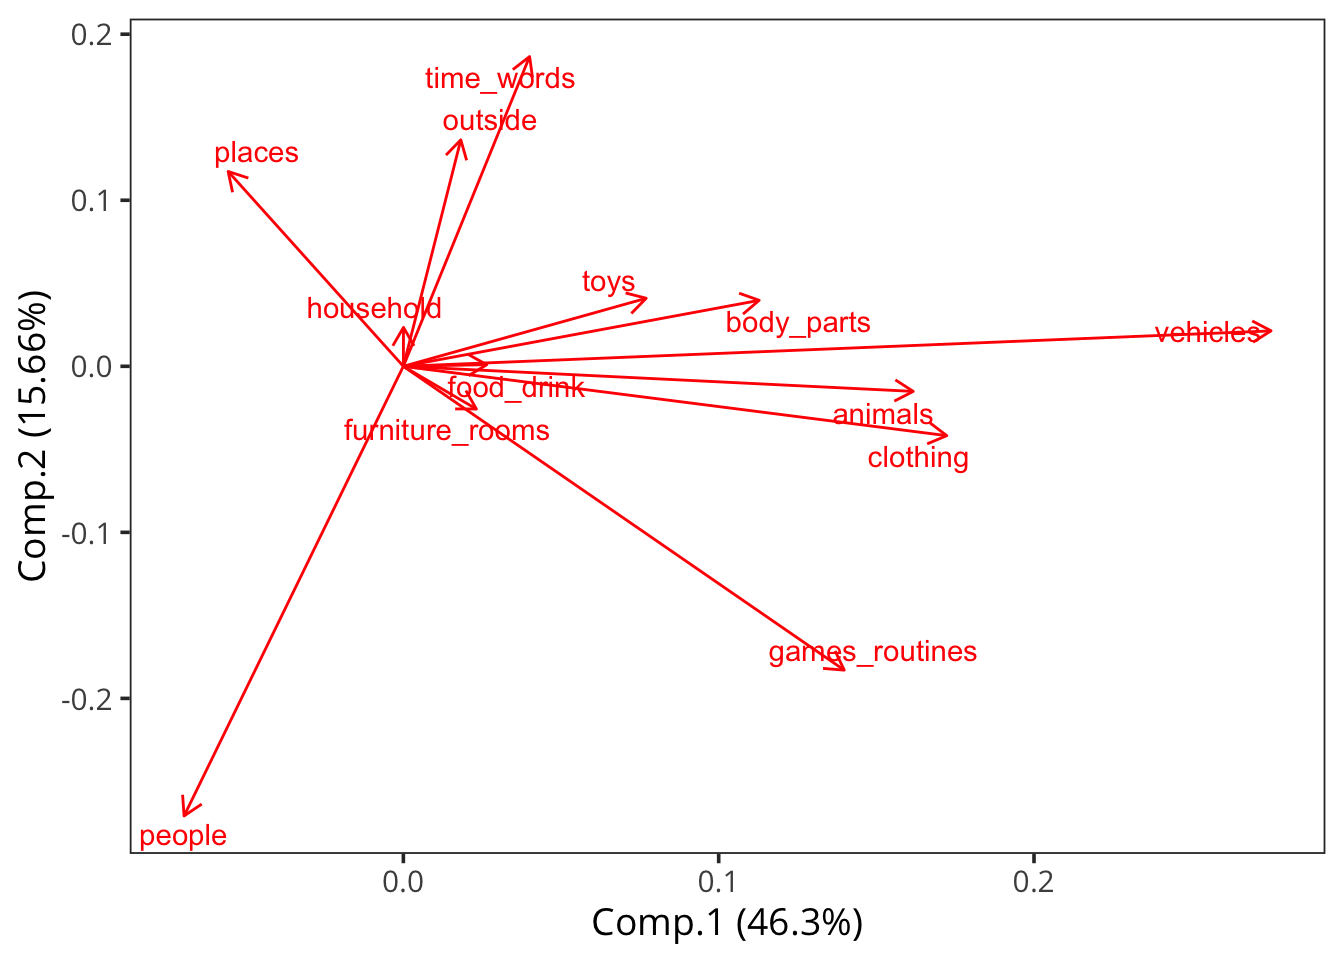 0.2
time_words
outside
places
0.1
toys
household
body_parts
vehicles
0.0
food_drink
animals
furniture_rooms
clothing
-0.1
games_routines
-0.2
people
Comp.2 (15.66%)
0.0 0.1 0.2
Comp.1 (46.3%)